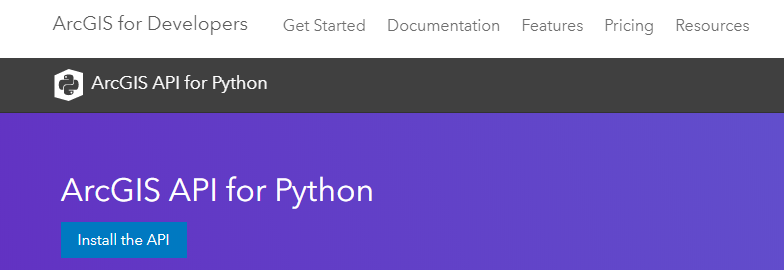 ArcGIS for Developers Get Started Documentation Features Pricing Resources
ArcGIS API for Python
ArcGIS API for Python
Install the API